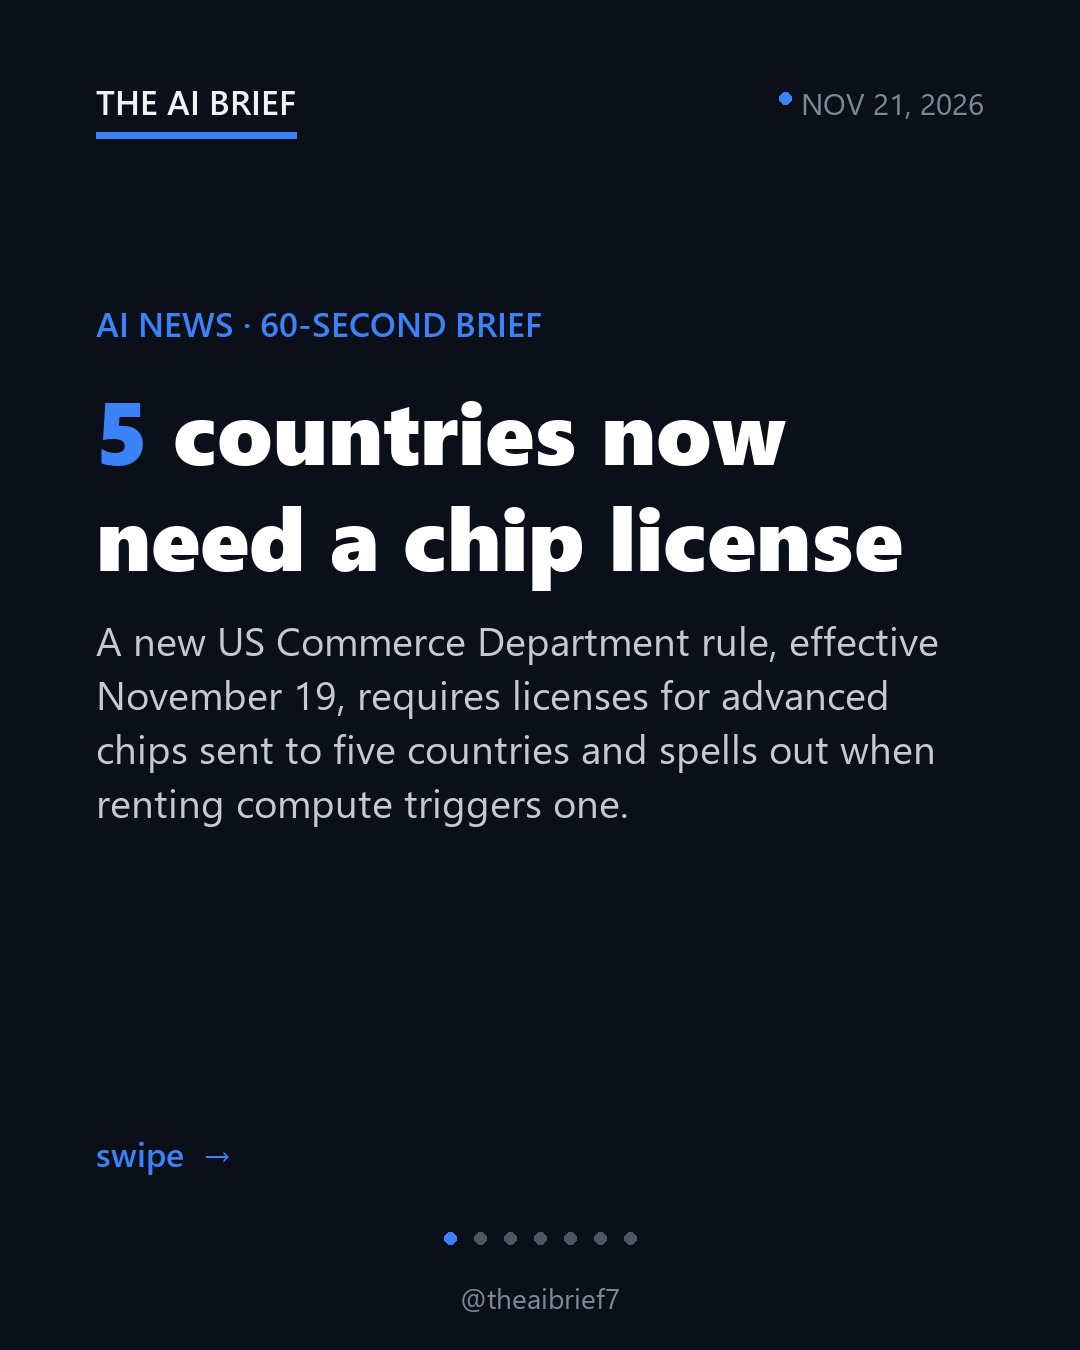 THE AI BRIEF
NOV 21, 2026
AI NEWS · 60-SECOND BRIEF
5 countries now
need a chip license
A new US Commerce Department rule, effective
November 19, requires licenses for advanced
chips sent to five countries and spells out when
renting compute triggers one.
swipe →
@theaibrief7